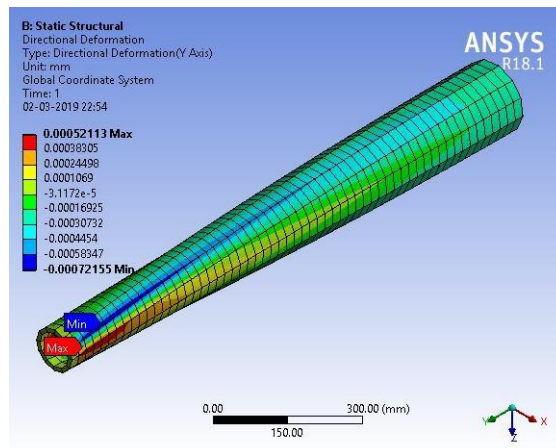 B: Static Structural
Directional Deformation
Type: Directional Deformation(Y Axis)
Unit: mm
Global Coordinate System
Time: 1
02-03-2019 22:54
ANSYS
R18.1
0.00052113 Max
0.00038305
0.00024498
0.0001069
-3.1172e-5
-0.00016925
-0.00030732
-0.0004454
-0.00058347
-0.00072155 Min
Min
Max
0.00
300.00 (mm)
150.00
Y
X
Z